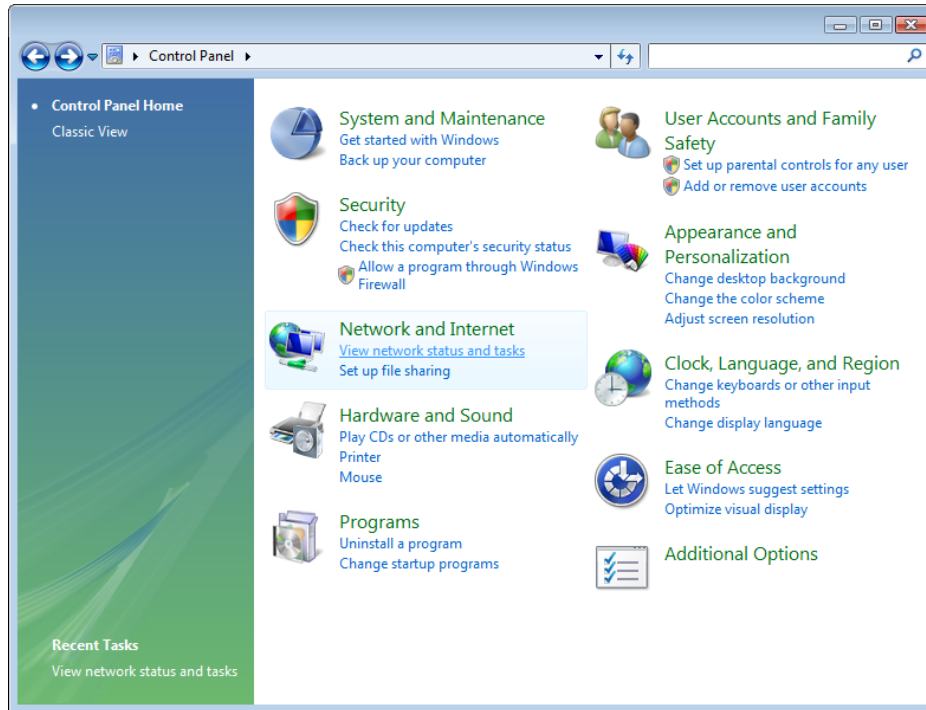 Control Panel
Control Panel Home
Classic View
System and Maintenance
Get started with Windows
Back up your computer
Security
Check for updates
Check this computer's security status
Allow a program through Windows
Firewall
Network and Internet
View network status and tasks
Set up file sharing
Hardware and Sound
Play CDs or other media automatically
Printer
Mouse
Programs
Uninstall a program
Change startup programs
User Accounts and Family
Safety
Set up parental controls for any user
Add or remove user accounts
Appearance and
Personalization
Change desktop background
Change the color scheme
Adjust screen resolution
Clock, Language, and Region
Change keyboards or other input
methods
Change display language
Ease of Access
Let Windows suggest settings
Optimize visual display
Additional Options
Recent Tasks
View network status and tasks